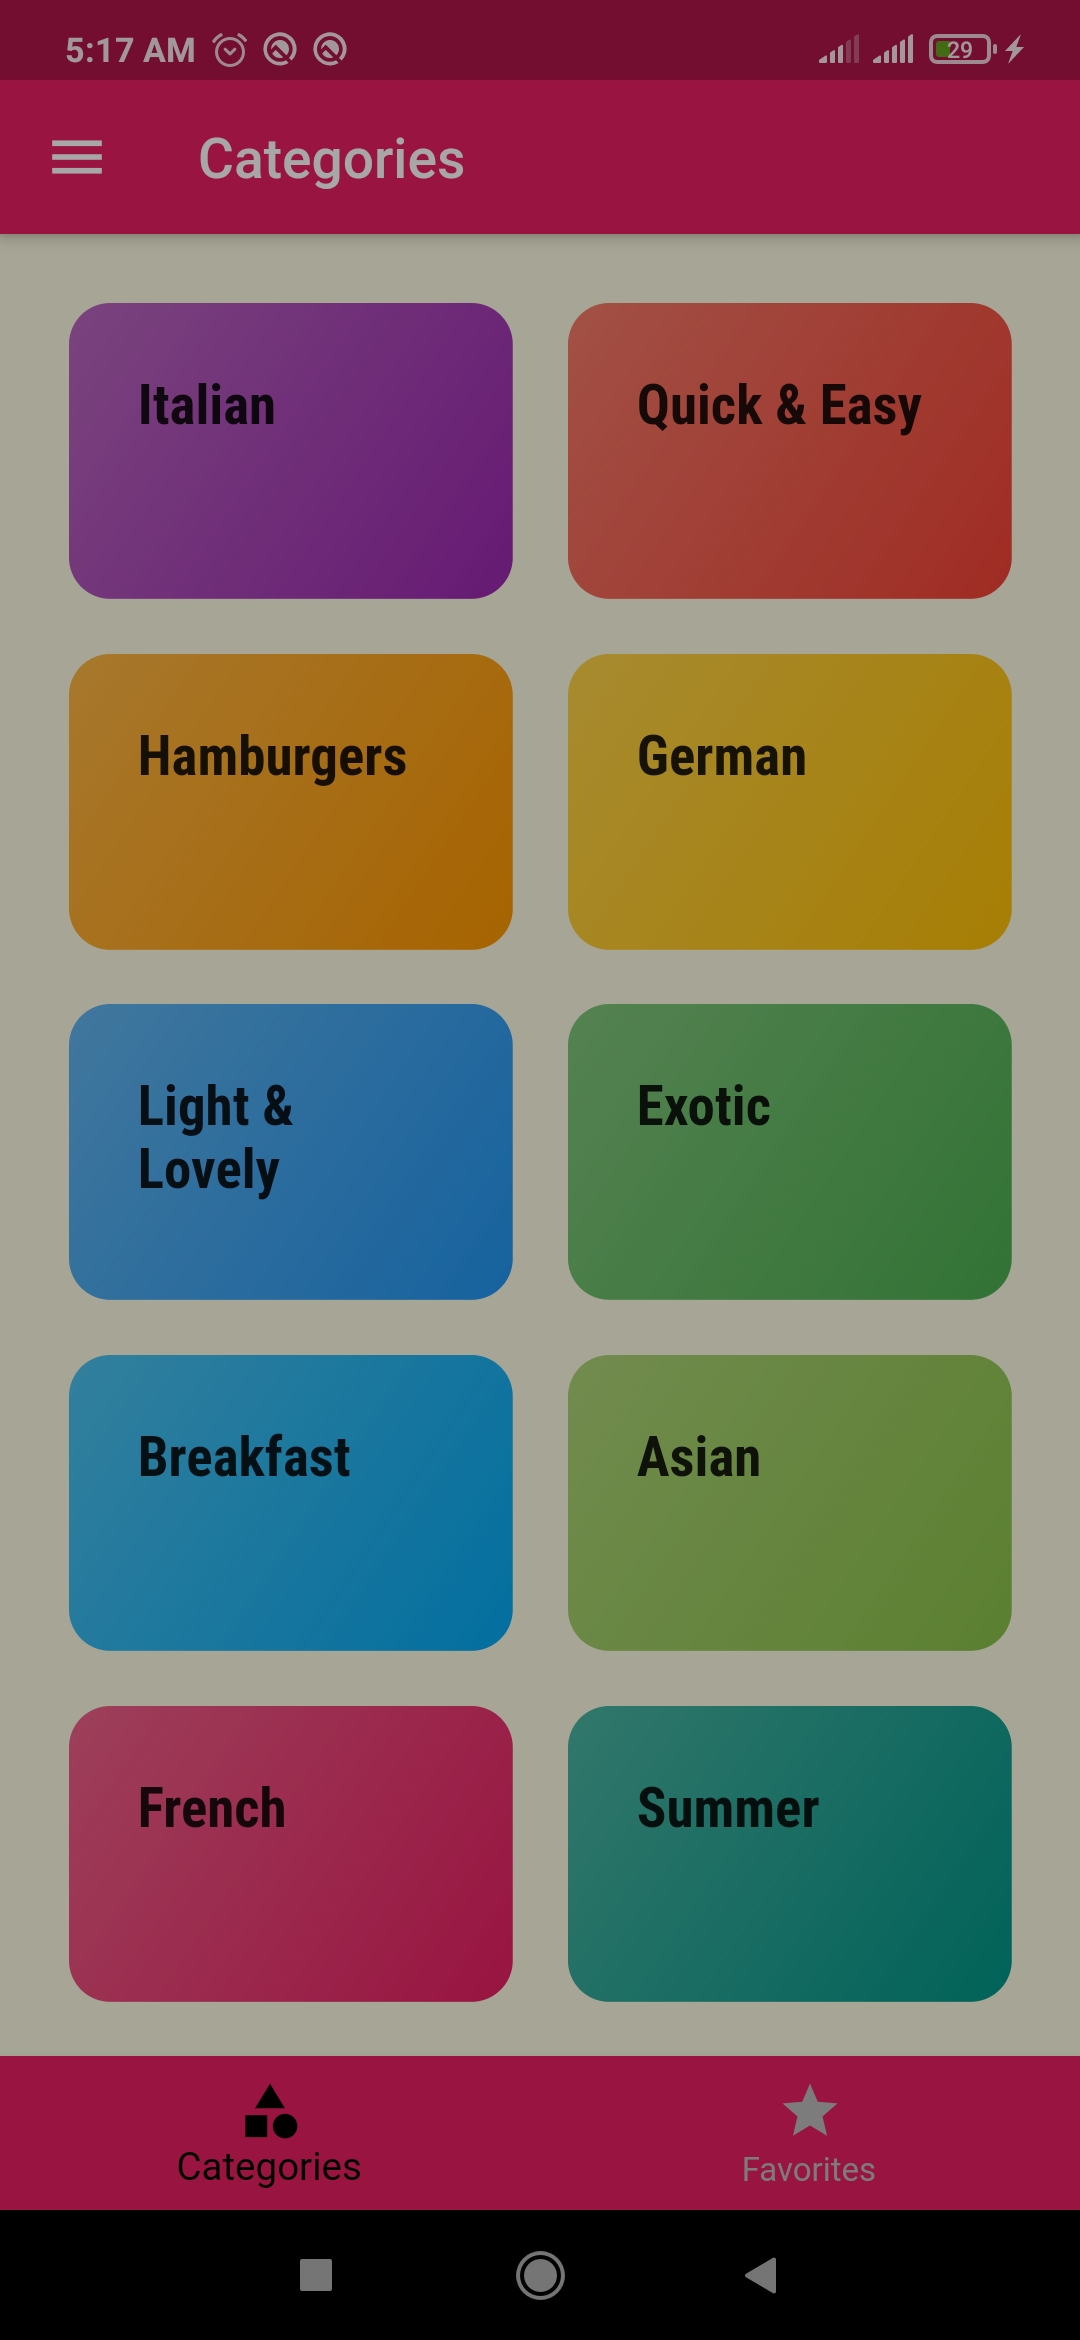 5:17 AM
29
Categories
Italian
Quick & Easy
Hamburgers
German
Light &
Lovely
Exotic
Breakfast
Asian
French
Summer
Categories
Favorites